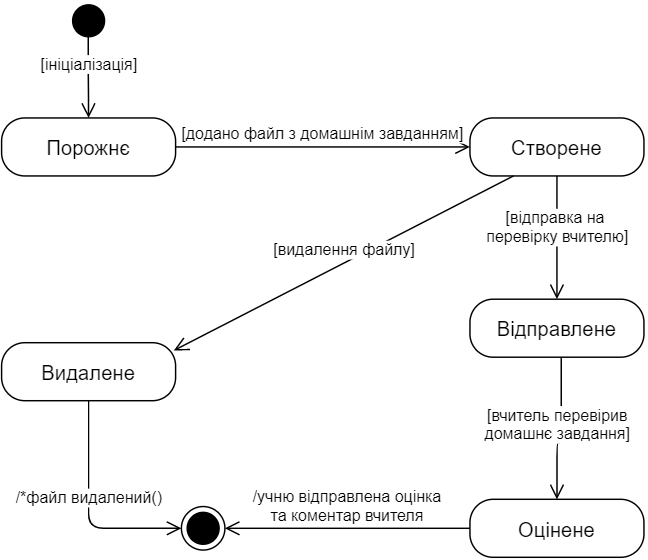 [ініціалізація]
Порожнє
[додано файл з домашнім завданням]
Створене
[відправка на
перевірку вчителю]
[видалення файлу]
Відправлене
Видалене
[вчитель перевірив
домашнє завдання]
/*файл видалений()
/учню відправлена оцінка
та коментар вчителя
Оцінене